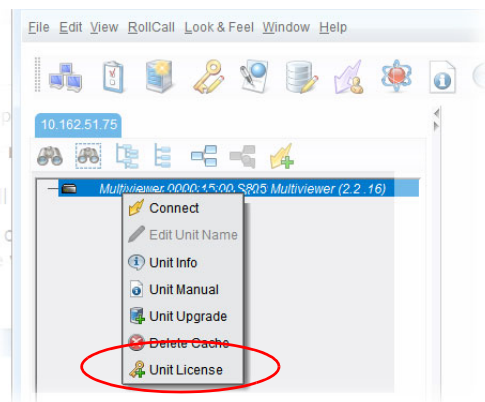 File Edit View RollCall Look & Feel Window Help
10.162.51.75
Multiviewer 0000:15:00 S805 Multiviewer (2.2 .16)
Connect
Edit Unit Name
Unit Info
Unit Manual
Unit Upgrade
Delete Cache
Unit License